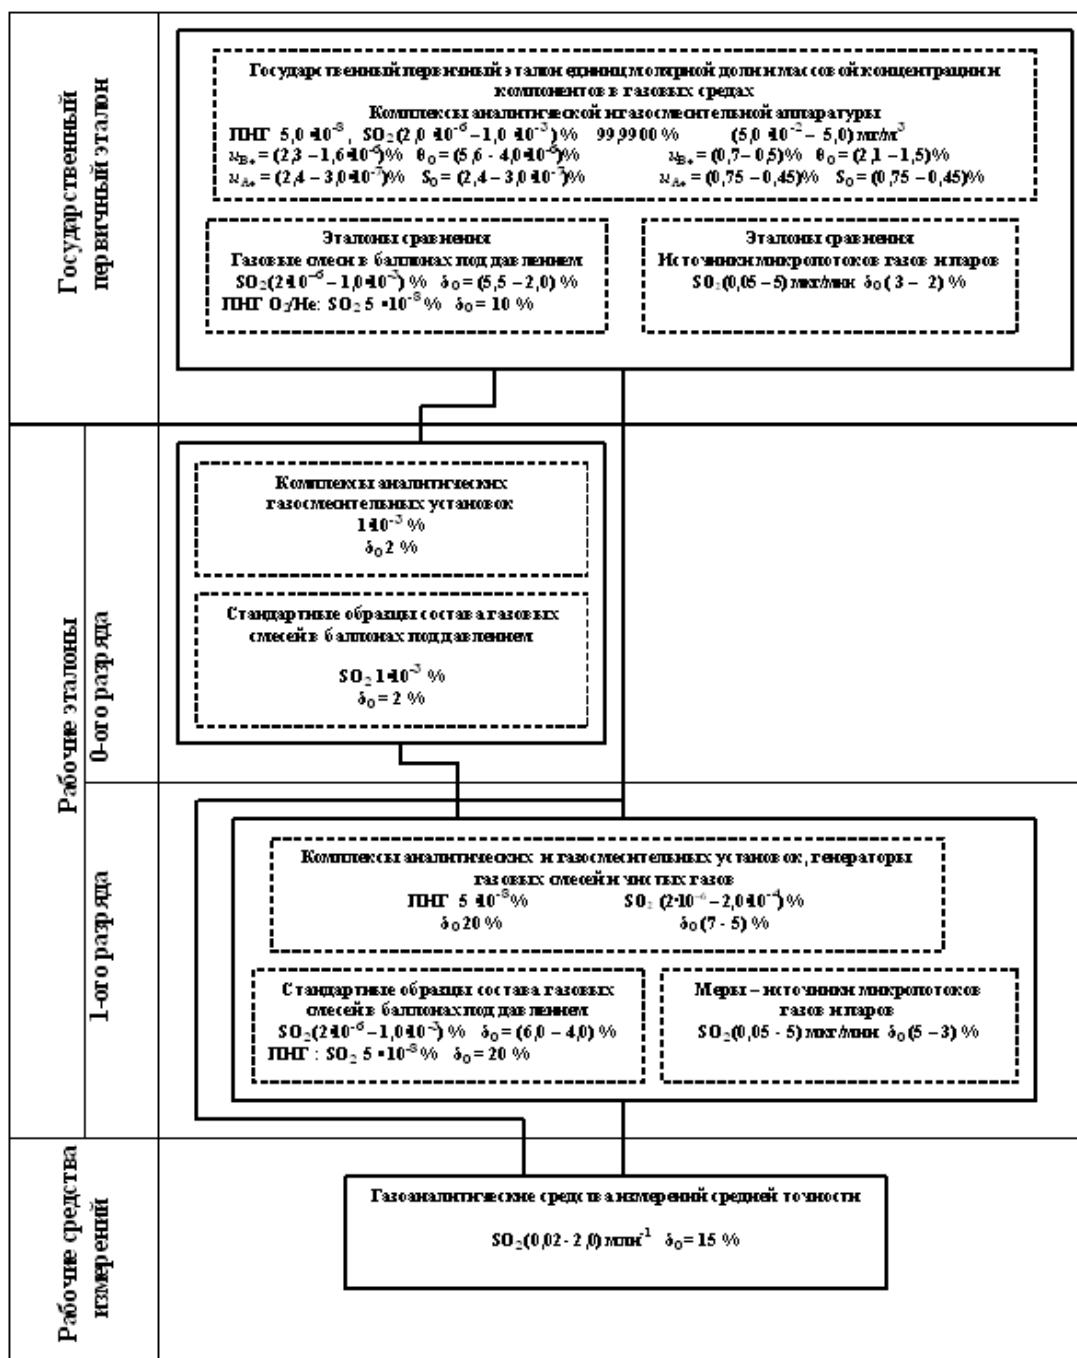 Государственный
первичный эталон
Государственный первичный эталон единиц молярной доли и массовой концентрации и
компонентов в газовых средах
Комплексы аналитической и газосмесительной аппаратуры
ПНГ 5,0•10⁻⁸, SO₂(2,0 •10⁻⁶ – 1,0 •10⁻³) % 99,9900 % (5,0 •10⁻² – 5,0) мг/м³
u_B• = (2,3 – 1,6•10⁻⁶)% θ₀ = (5,6 - 4,0•10⁻⁶)% u_B• = (0,7– 0,5)% θ₀ = (2,1 – 1,5)%
u_A• = (2,4 – 3,0•10⁻⁷)% S₀ = (2,4 – 3,0•10⁻⁷)% u_A• = (0,75 – 0,45)% S₀ = (0,75 – 0,45)%
Эталоны сравнения
Газовые смеси в баллонах под давлением
SO₂(2•10⁻⁶ – 1,0•10⁻³) % δ₀ = (5,5 – 2,0) %
ПНГ O₂/He: SO₂ 5 •10⁻⁸ % δ₀ = 10 %
Эталоны сравнения
Источники микропотоков газов и паров
SO₂(0,05 – 5) мкг/мин δ₀ ( 3 – 2) %
Рабочие эталоны
0-ого разряда
Комплексы аналитических
газосмесительных установок
1•10⁻³ %
δ₀ 2 %
Стандартные образцы состава газовых
смесей в баллонах под давлением
SO₂ 1•10⁻³ %
δ₀ = 2 %
1-ого разряда
Комплексы аналитических и газосмесительных установок, генераторы
газовых смесей и чистых газов
ПНГ 5 •10⁻⁸ % SO₂ (2•10⁻⁶ – 2,0•10⁻⁴) %
δ₀ 20 % δ₀ (7 - 5) %
Стандартные образцы состава газовых
смесей в баллонах под давлением
SO₂(2•10⁻⁶ – 1,0•10⁻³) % δ₀ = (6,0 – 4,0) %
ПНГ : SO₂ 5 •10⁻⁸ % δ₀ = 20 %
Меры – источники микропотоков
газов и паров
SO₂(0,05 - 5) мкг/мин δ₀ (5 – 3) %
Рабочие средства
измерений
Газоаналитические средства измерений средней точности
SO₂(0,02 - 2,0) млн⁻¹ δ₀ = 15 %